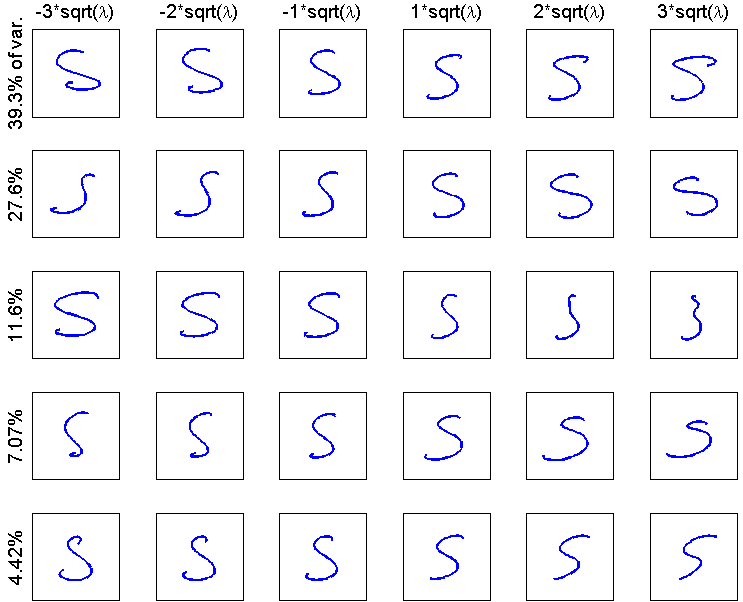 -3*sqrt(λ) -2*sqrt(λ) -1*sqrt(λ) 1*sqrt(λ) 2*sqrt(λ) 3*sqrt(λ)
39.3% of var.
S S S S S S
27.6%
S S S S S S
11.6%
S S S S S S
7.07%
S S S S S S
4.42%
S S S S S S